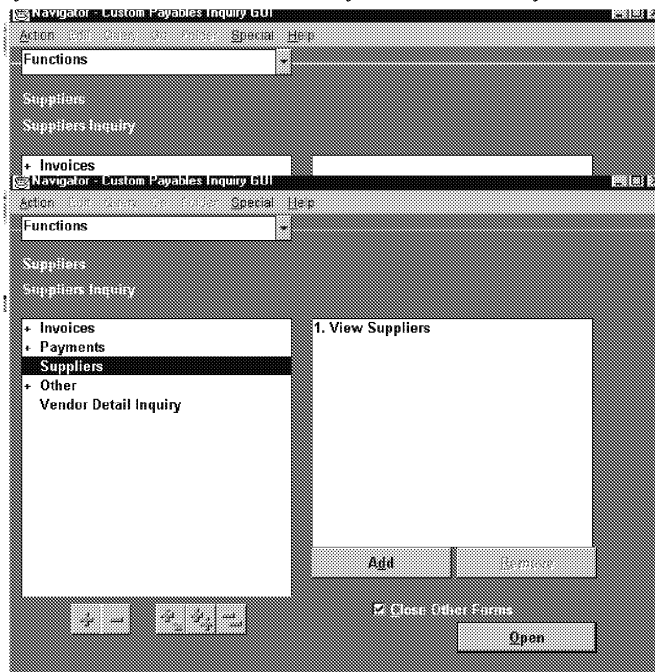 Navigator - Custom Payables Inquiry GUI
Action Edit Query Go Folder Special Help
Functions
Suppliers
Suppliers Inquiry
+ Invoices
Navigator - Custom Payables Inquiry GUI
Action Edit Query Go Folder Special Help
Functions
Suppliers
Suppliers Inquiry
+ Invoices
+ Payments
Suppliers
+ Other
Vendor Detail Inquiry
1. View Suppliers
Add Remove
Close Other Forms
Open